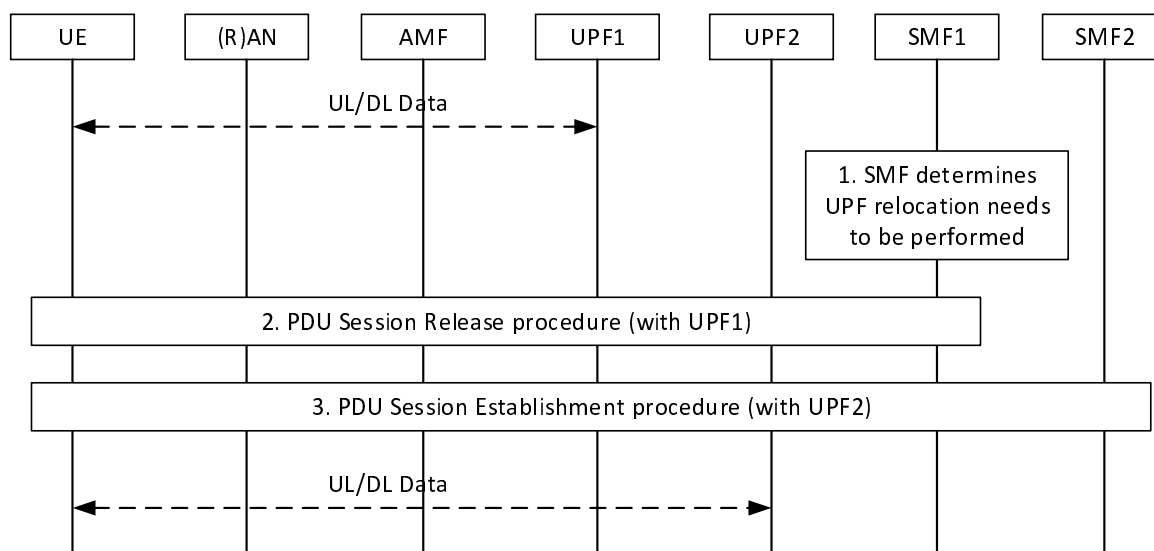 UE
(R)AN
AMF
UPF1
UPF2
SMF1
SMF2
UL/DL Data
1. SMF determines
UPF relocation needs
to be performed
2. PDU Session Release procedure (with UPF1)
3. PDU Session Establishment procedure (with UPF2)
UL/DL Data